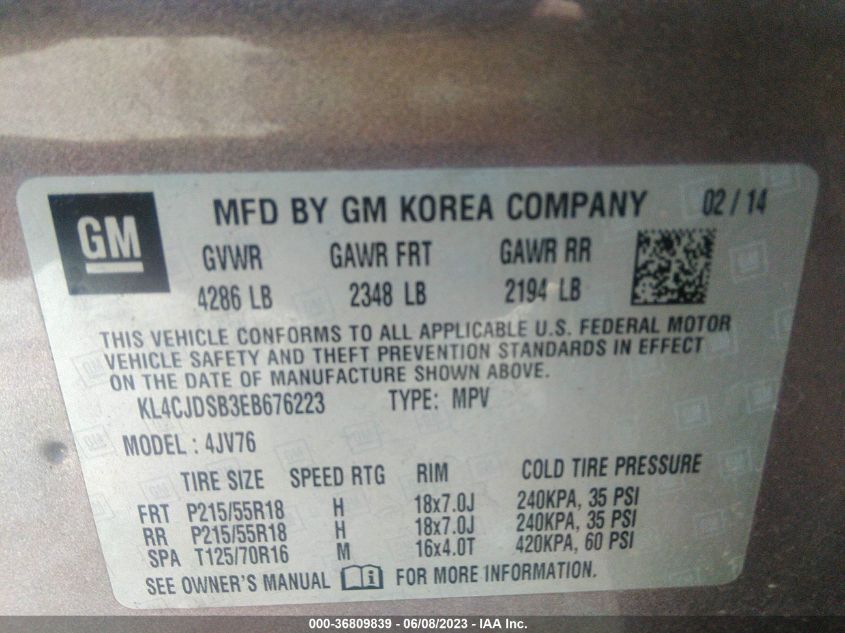 GM
MFD BY GM KOREA COMPANY 02 / 14
GVWR GAWR FRT GAWR RR
4286 LB 2348 LB 2194 LB
THIS VEHICLE CONFORMS TO ALL APPLICABLE U.S. FEDERAL MOTOR
VEHICLE SAFETY AND THEFT PREVENTION STANDARDS IN EFFECT
ON THE DATE OF MANUFACTURE SHOWN ABOVE.
KL4CJDSB3EB676223 TYPE: MPV
MODEL : 4JV76
TIRE SIZE SPEED RTG RIM COLD TIRE PRESSURE
FRT P215/55R18 H 18x7.0J 240KPA, 35 PSI
RR P215/55R18 H 18x7.0J 240KPA, 35 PSI
SPA T125/70R16 M 16x4.0T 420KPA, 60 PSI
SEE OWNER'S MANUAL FOR MORE INFORMATION.
000-36809839 - 06/08/2023 - IAA Inc.